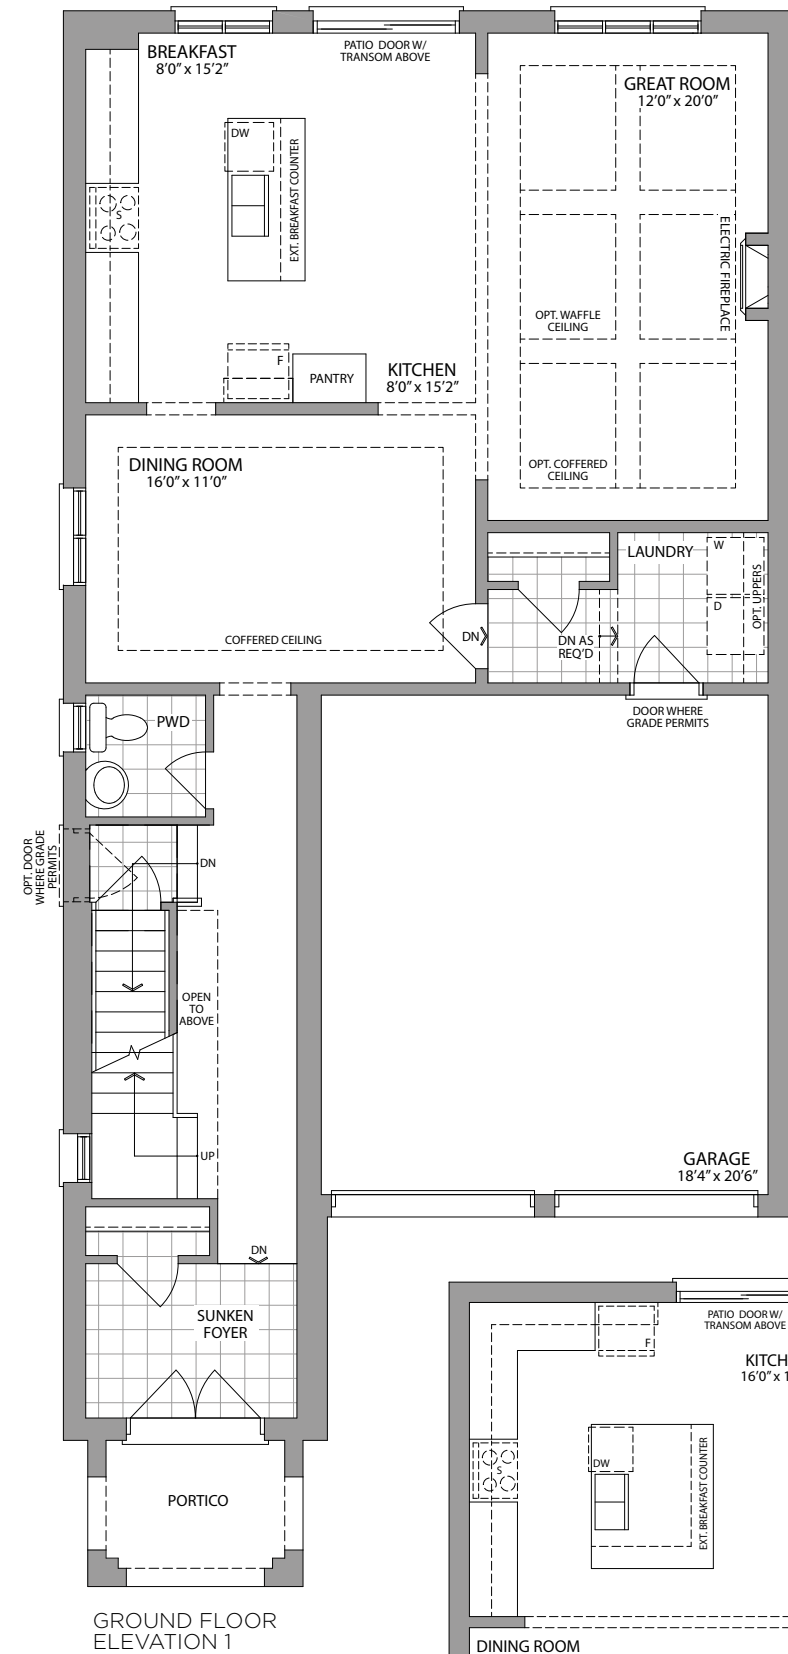 BREAKFAST
8'0" x 15'2"
PATIO DOOR W/
TRANSOM ABOVE
GREAT ROOM
12'0" x 20'0"
DW
S
EXT. BREAKFAST COUNTER
ELECTRIC FIREPLACE
OPT. WAFFLE
CEILING
F
PANTRY
KITCHEN
8'0" x 15'2"
DINING ROOM
16'0" x 11'0"
OPT. COFFERED
CEILING
LAUNDRY
W
D
OPT. UPPERS
COFFERED CEILING
DN
DN AS
REQ'D
PWD
DOOR WHERE
GRADE PERMITS
OPT. DOOR
WHERE GRADE
PERMITS
DN
OPEN
TO
ABOVE
UP
GARAGE
18'4" x 20'6"
DN
SUNKEN
FOYER
PORTICO
GROUND FLOOR
ELEVATION 1
PATIO DOOR W/
TRANSOM ABOVE
F
KITCH
16'0" x 1
S
DW
EXT. BREAKFAST COUNTER
DINING ROOM